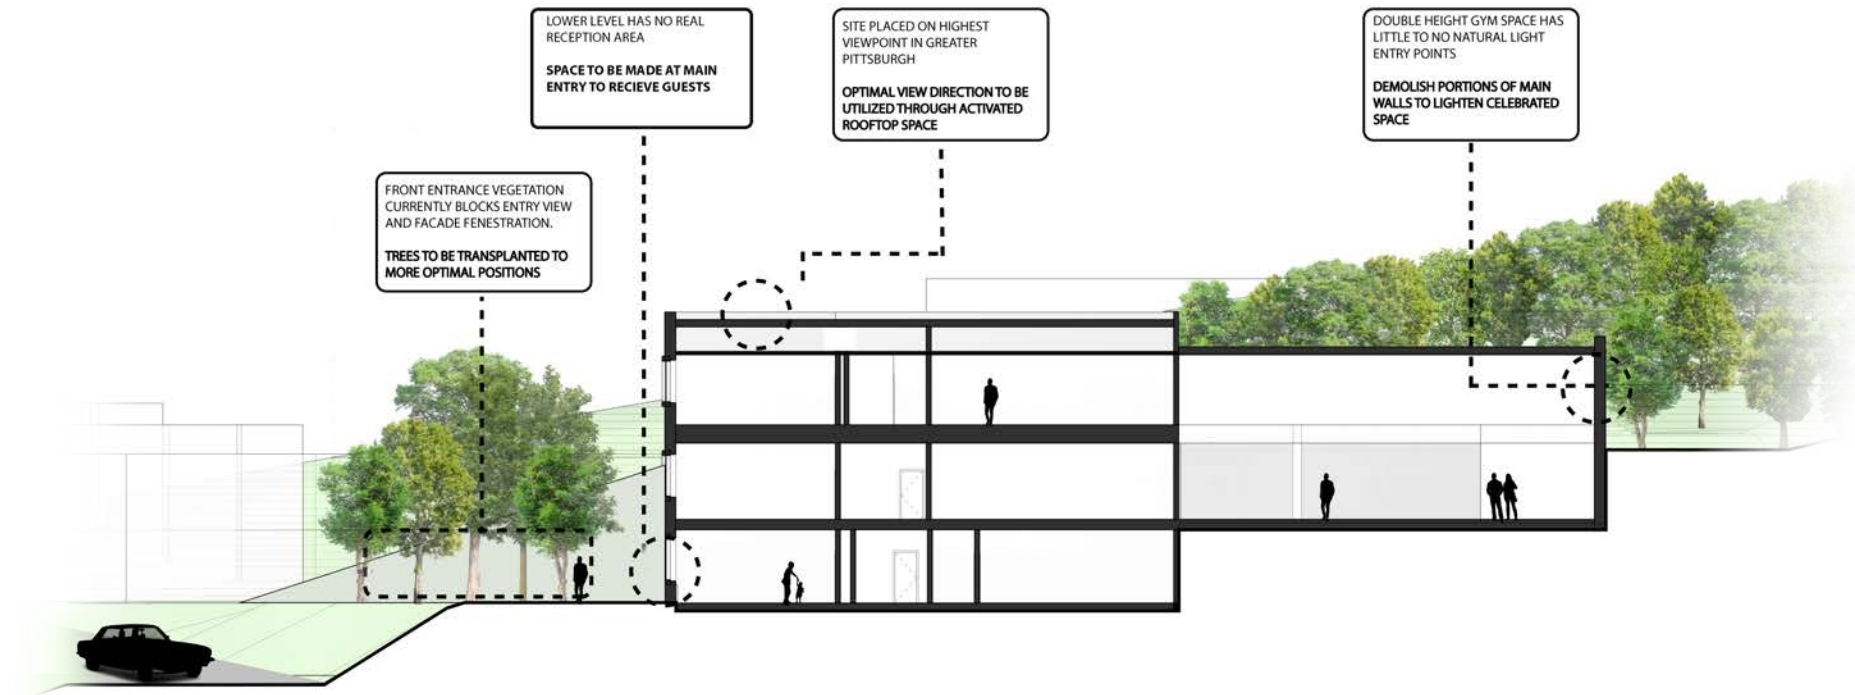 LOWER LEVEL HAS NO REAL
RECEPTION AREA
SPACE TO BE MADE AT MAIN
ENTRY TO RECIEVE GUESTS
SITE PLACED ON HIGHEST
VIEWPOINT IN GREATER
PITTSBURGH
OPTIMAL VIEW DIRECTION TO BE
UTILIZED THROUGH ACTIVATED
ROOFTOP SPACE
DOUBLE HEIGHT GYM SPACE HAS
LITTLE TO NO NATURAL LIGHT
ENTRY POINTS
DEMOLISH PORTIONS OF MAIN
WALLS TO LIGHTEN CELEBRATED
SPACE
FRONT ENTRANCE VEGETATION
CURRENTLY BLOCKS ENTRY VIEW
AND FACADE FENESTRATION.
TREES TO BE TRANSPLANTED TO
MORE OPTIMAL POSITIONS